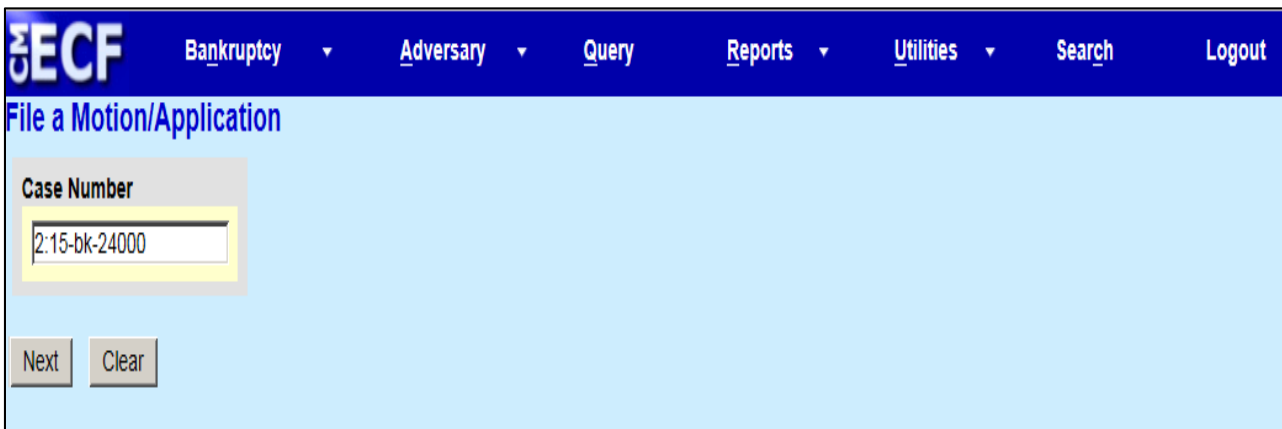 CM ECF Bankruptcy Adversary Query Reports Utilities Search Logout
File a Motion/Application
Case Number
2:15-bk-24000
Next Clear